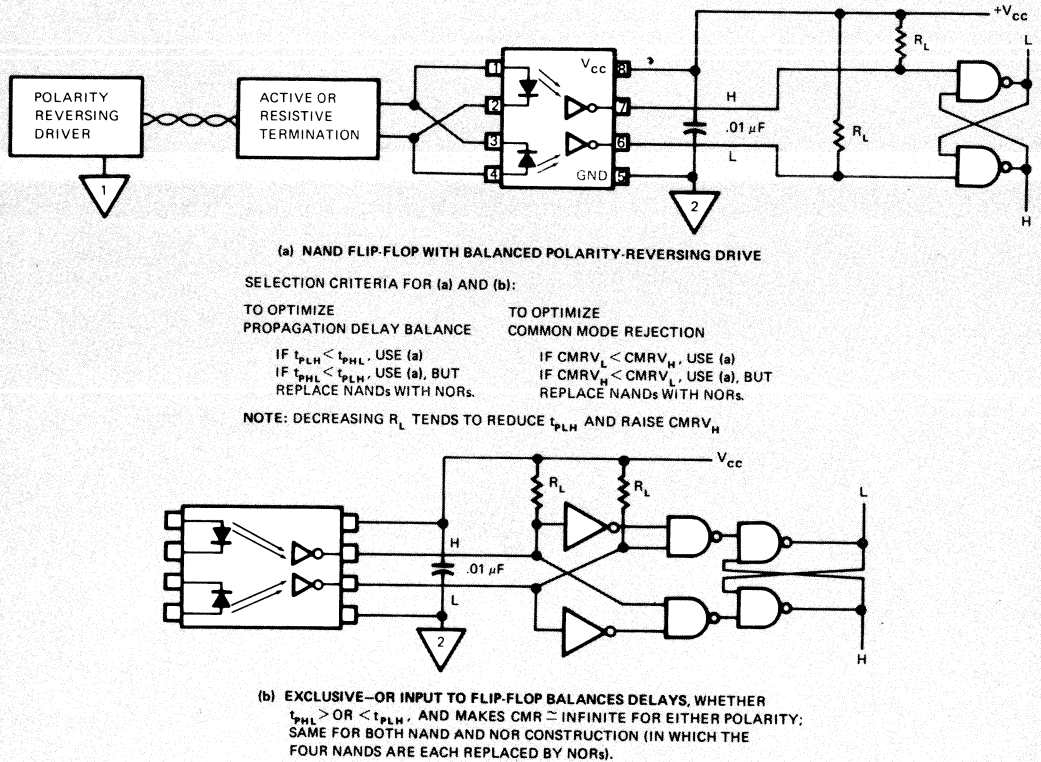 +VCC
RL
L
POLARITY
REVERSING
DRIVER
ACTIVE OR
RESISTIVE
TERMINATION
1
2
3
4
VCC
GND
8
7
6
5
H
.01 µF
L
RL
1
2
H
(a) NAND FLIP-FLOP WITH BALANCED POLARITY-REVERSING DRIVE
SELECTION CRITERIA FOR (a) AND (b):
TO OPTIMIZE
PROPAGATION DELAY BALANCE
IF tPLH < tPHL, USE (a)
IF tPHL < tPLH, USE (a), BUT
REPLACE NANDs WITH NORs.
TO OPTIMIZE
COMMON MODE REJECTION
IF CMRVL < CMRVH, USE (a)
IF CMRVH < CMRVL, USE (a), BUT
REPLACE NANDs WITH NORs.
NOTE: DECREASING RL TENDS TO REDUCE tPLH AND RAISE CMRVH
VCC
RL
RL
L
H
.01 µF
L
2
H
(b) EXCLUSIVE–OR INPUT TO FLIP-FLOP BALANCES DELAYS, WHETHER
tPHL > OR < tPLH, AND MAKES CMR ≃ INFINITE FOR EITHER POLARITY;
SAME FOR BOTH NAND AND NOR CONSTRUCTION (IN WHICH THE
FOUR NANDS ARE EACH REPLACED BY NORs).